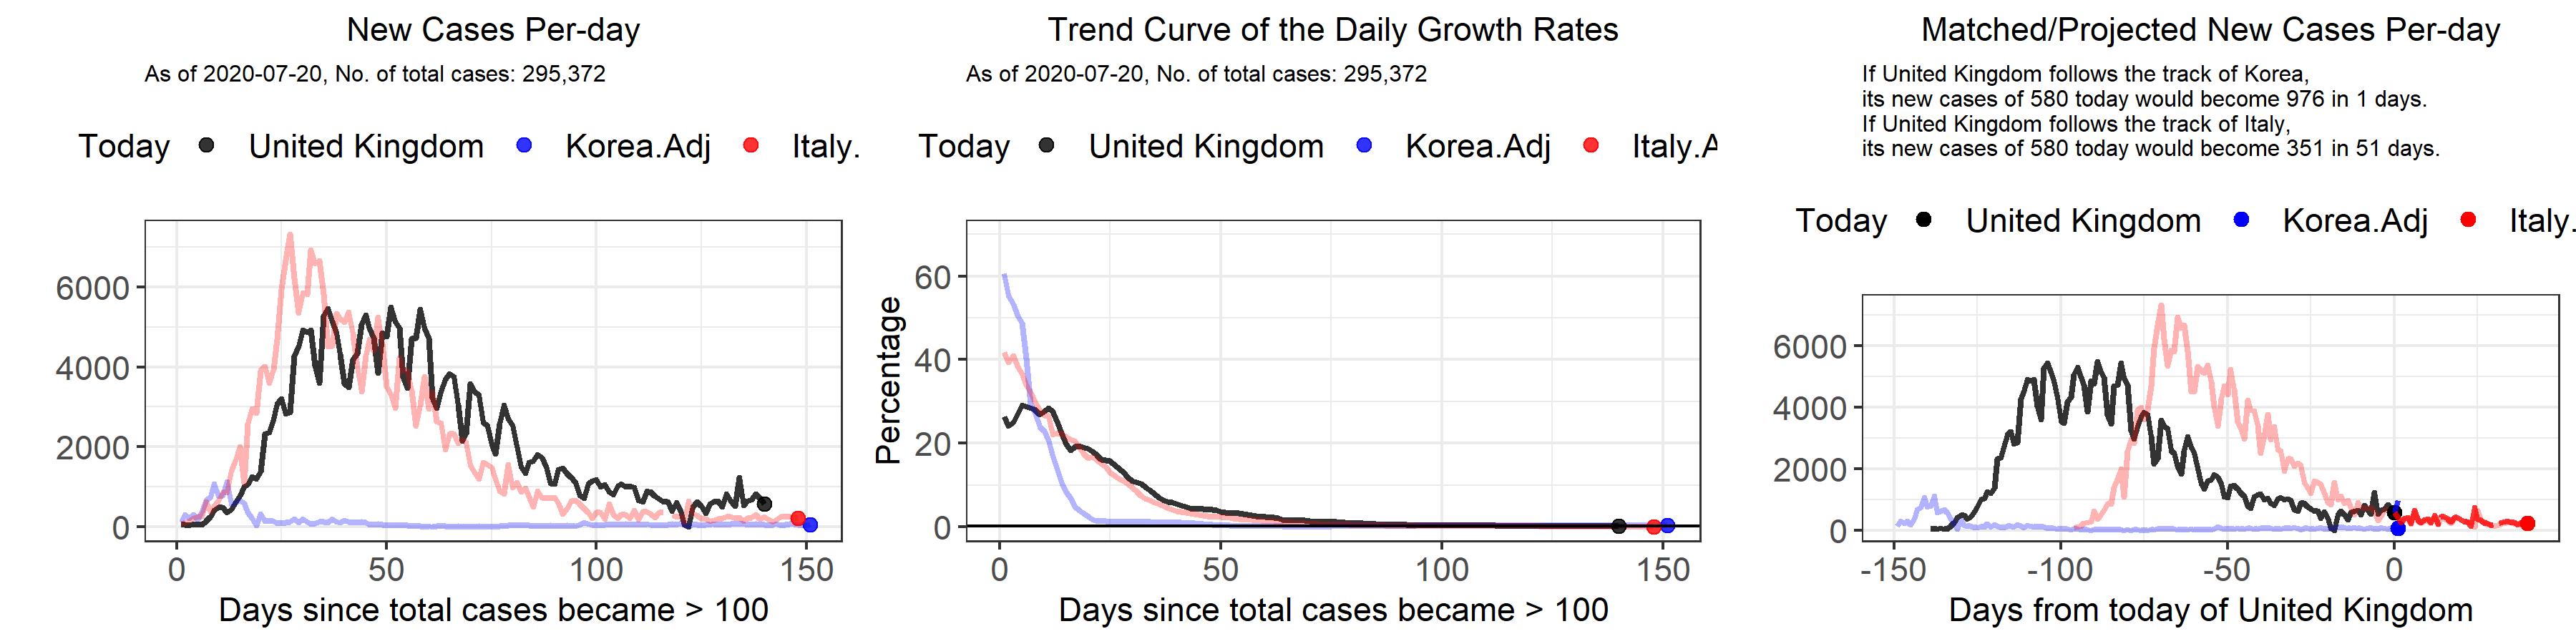 New Cases Per-day
As of 2020-07-20, No. of total cases: 295,372
Today United Kingdom Korea.Adj Italy.
6000
4000
2000
0
0 50 100 150
Days since total cases became > 100
Trend Curve of the Daily Growth Rates
As of 2020-07-20, No. of total cases: 295,372
Today United Kingdom Korea.Adj Italy.A
Percentage
60
40
20
0
0 50 100 150
Days since total cases became > 100
Matched/Projected New Cases Per-day
If United Kingdom follows the track of Korea,
its new cases of 580 today would become 976 in 1 days.
If United Kingdom follows the track of Italy,
its new cases of 580 today would become 351 in 51 days.
Today United Kingdom Korea.Adj Italy.
6000
4000
2000
0
-150 -100 -50 0
Days from today of United Kingdom